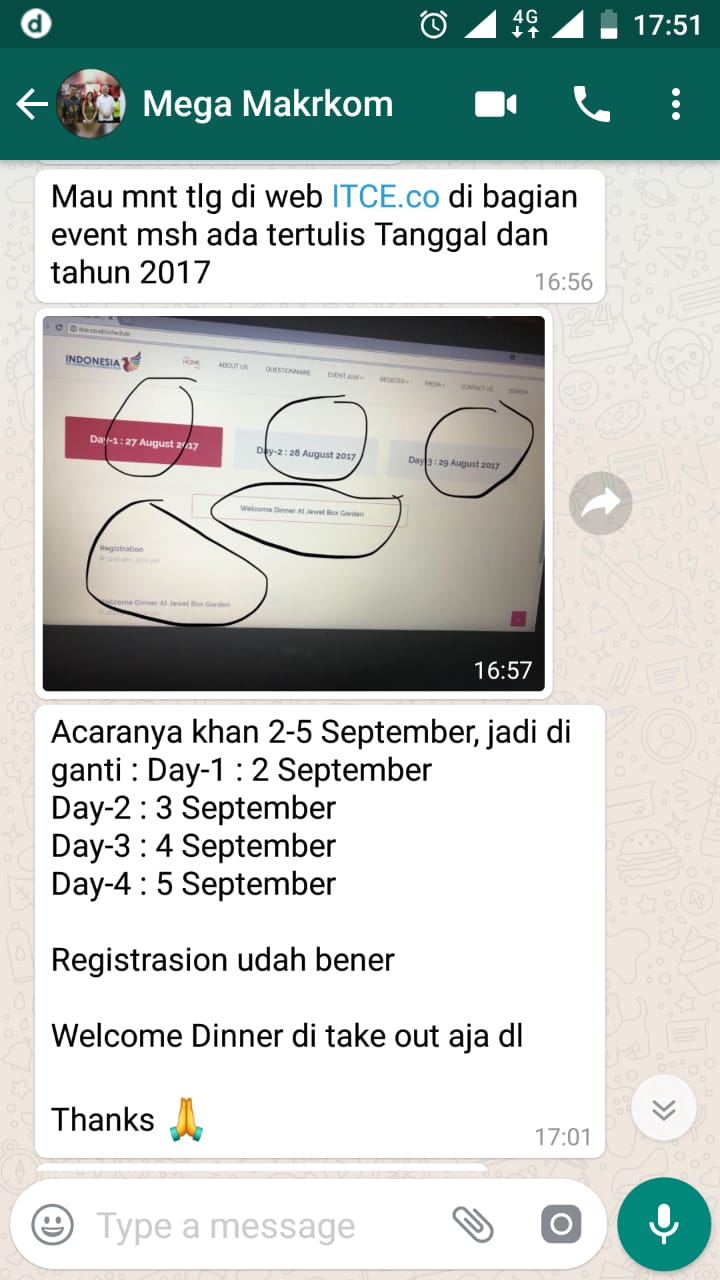 d
4G
17:51
Mega Makrkom
Mau mnt tlg di web ITCE.co di bagian
event msh ada tertulis Tanggal dan
tahun 2017
16:56
itce.co.id/schedule
INDONESIA
HOME ABOUT US QUESTIONNAIRE EVENT 2018 REGISTER MEDIA CONTACT US SEARCH
Day-1 : 27 August 2017
Day-2 : 28 August 2017
Day-3 : 29 August 2017
Welcome Dinner At Jewel Box Garden
Registration
Welcome Dinner At Jewel Box Garden
16:57
Acaranya khan 2-5 September, jadi di
ganti : Day-1 : 2 September
Day-2 : 3 September
Day-3 : 4 September
Day-4 : 5 September
Registrasion udah bener
Welcome Dinner di take out aja dl
Thanks 🙏
17:01
Type a message